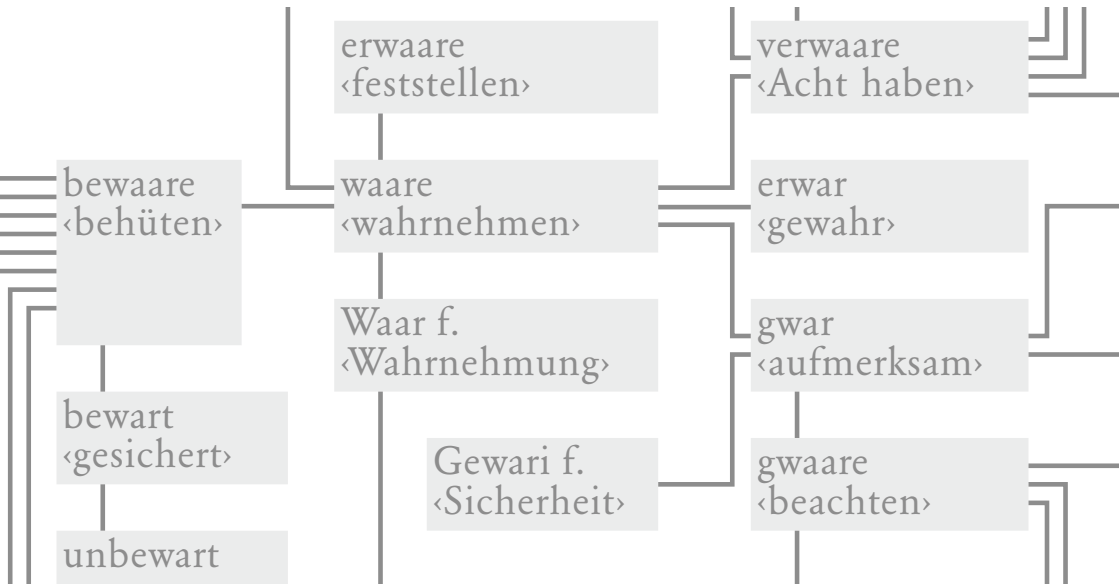 erwaare
‹feststellen›
verwaare
‹Acht haben›
bewaare
‹behüten›
waare
‹wahrnehmen›
erwar
‹gewahr›
Waar f.
‹Wahrnehmung›
gwar
‹aufmerksam›
bewart
‹gesichert›
Gewari f.
‹Sicherheit›
gwaare
‹beachten›
unbewart